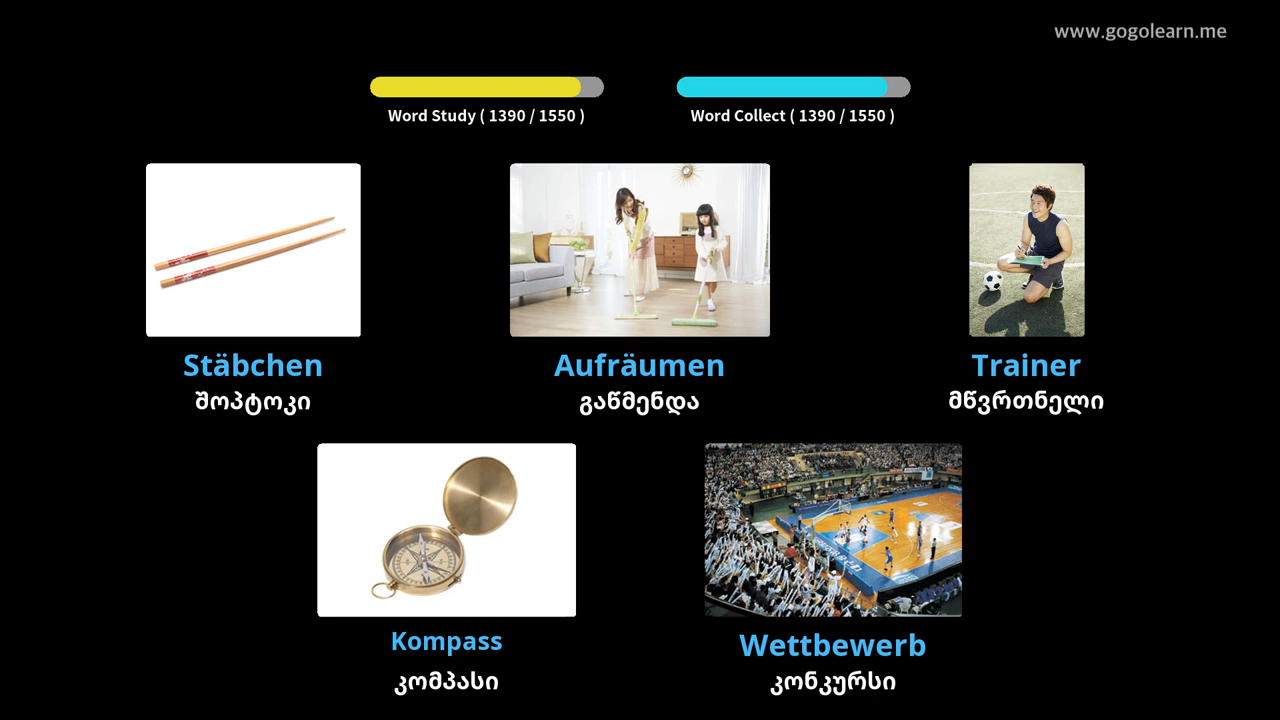 www.gogolearn.me
Word Study ( 1390 / 1550 )
Word Collect ( 1390 / 1550 )
Stäbchen
შოპტოკი
Aufräumen
გაწმენდა
Trainer
მწვრთნელი
Kompass
კომპასი
Wettbewerb
კონკურსი